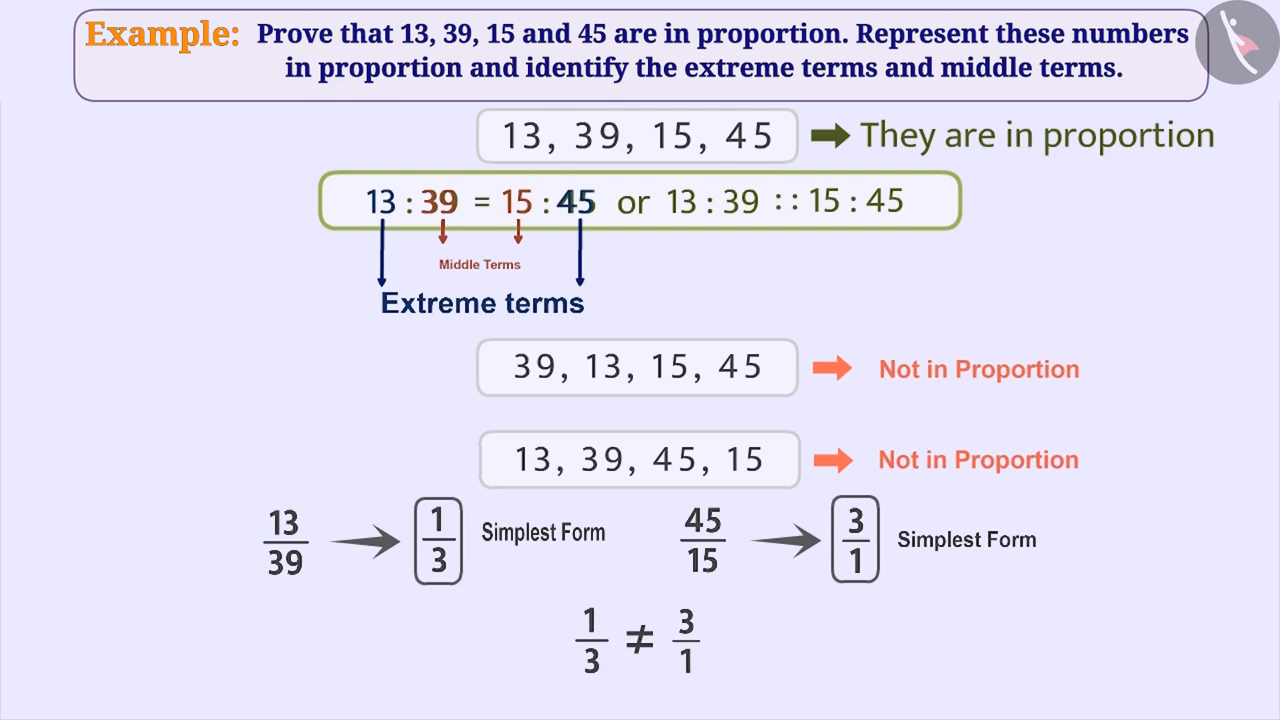 Example: Prove that 13, 39, 15 and 45 are in proportion. Represent these numbers
in proportion and identify the extreme terms and middle terms.
13, 39, 15, 45 They are in proportion
13 : 39 = 15 : 45 or 13 : 39 :: 15 : 45
Middle Terms
Extreme terms
39, 13, 15, 45 Not in Proportion
13, 39, 45, 15 Not in Proportion
13/39 1/3 Simplest Form 45/15 3/1 Simplest Form
1/3 ≠ 3/1